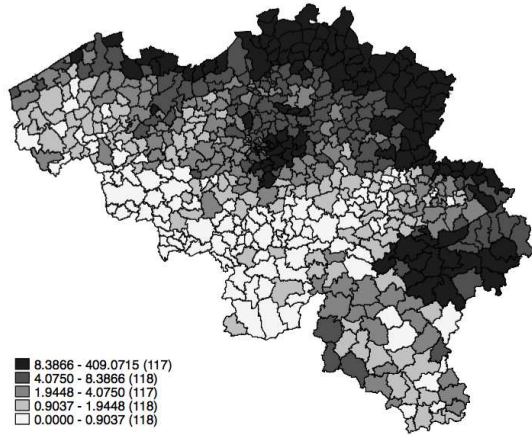 8.3866 - 409.0715 (117)
4.0750 - 8.3866 (118)
1.9448 - 4.0750 (117)
0.9037 - 1.9448 (118)
0.0000 - 0.9037 (118)